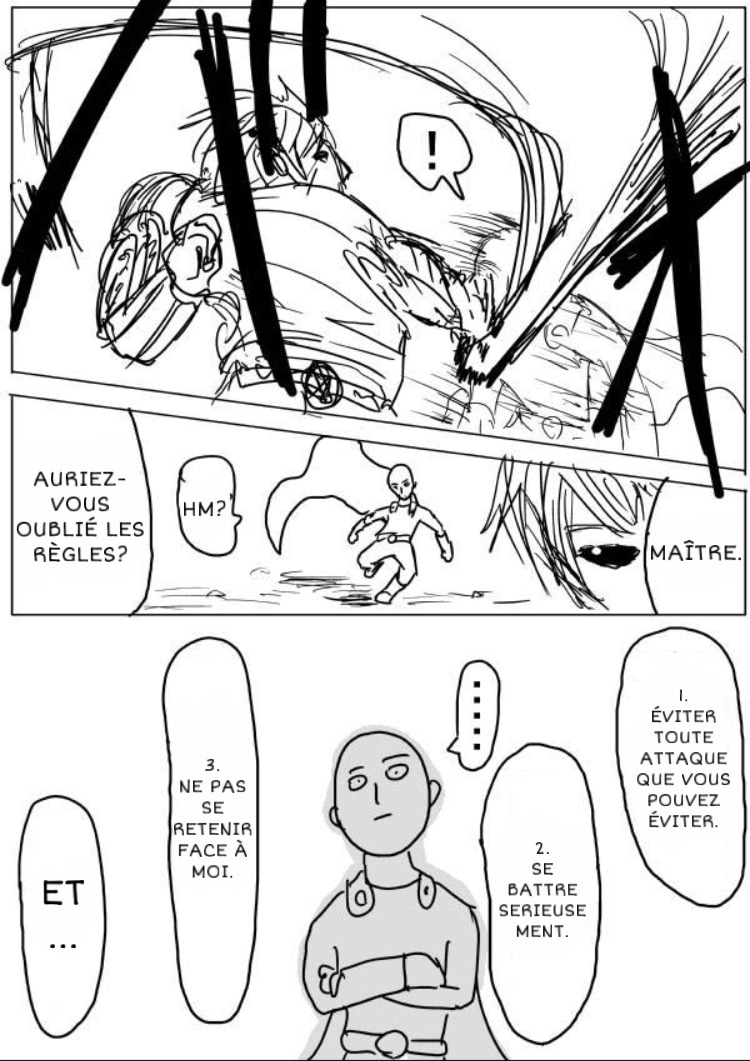 !
MAÎTRE.
HM?
AURIEZ-
VOUS
OUBLIÉ LES
RÈGLES?
1.
ÉVITER
TOUTE
ATTAQUE
QUE VOUS
POUVEZ
ÉVITER.
.....
2.
SE
BATTRE
SERIEUSE
MENT.
3.
NE PAS
SE
RETENIR
FACE À
MOI.
ET
...